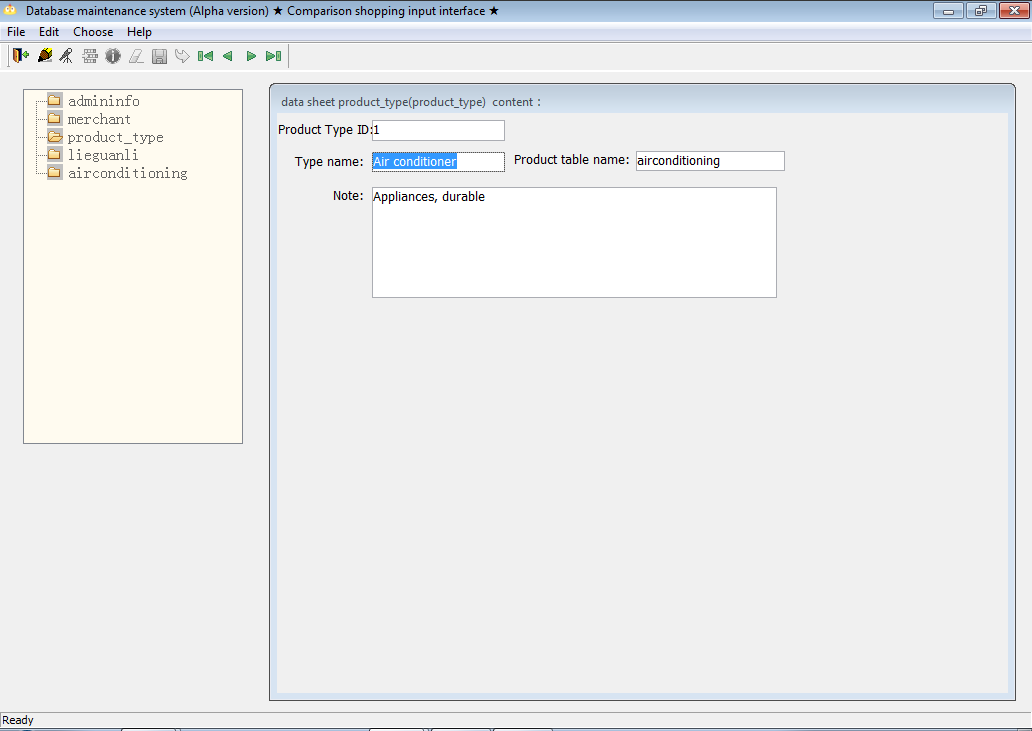 Database maintenance system (Alpha version) ★ Comparison shopping input interface ★
File Edit Choose Help
admininfo
merchant
product_type
lieguanli
airconditioning
data sheet product_type(product_type) content :
Product Type ID: 1
Type name: Air conditioner Product table name: airconditioning
Note: Appliances, durable
Ready